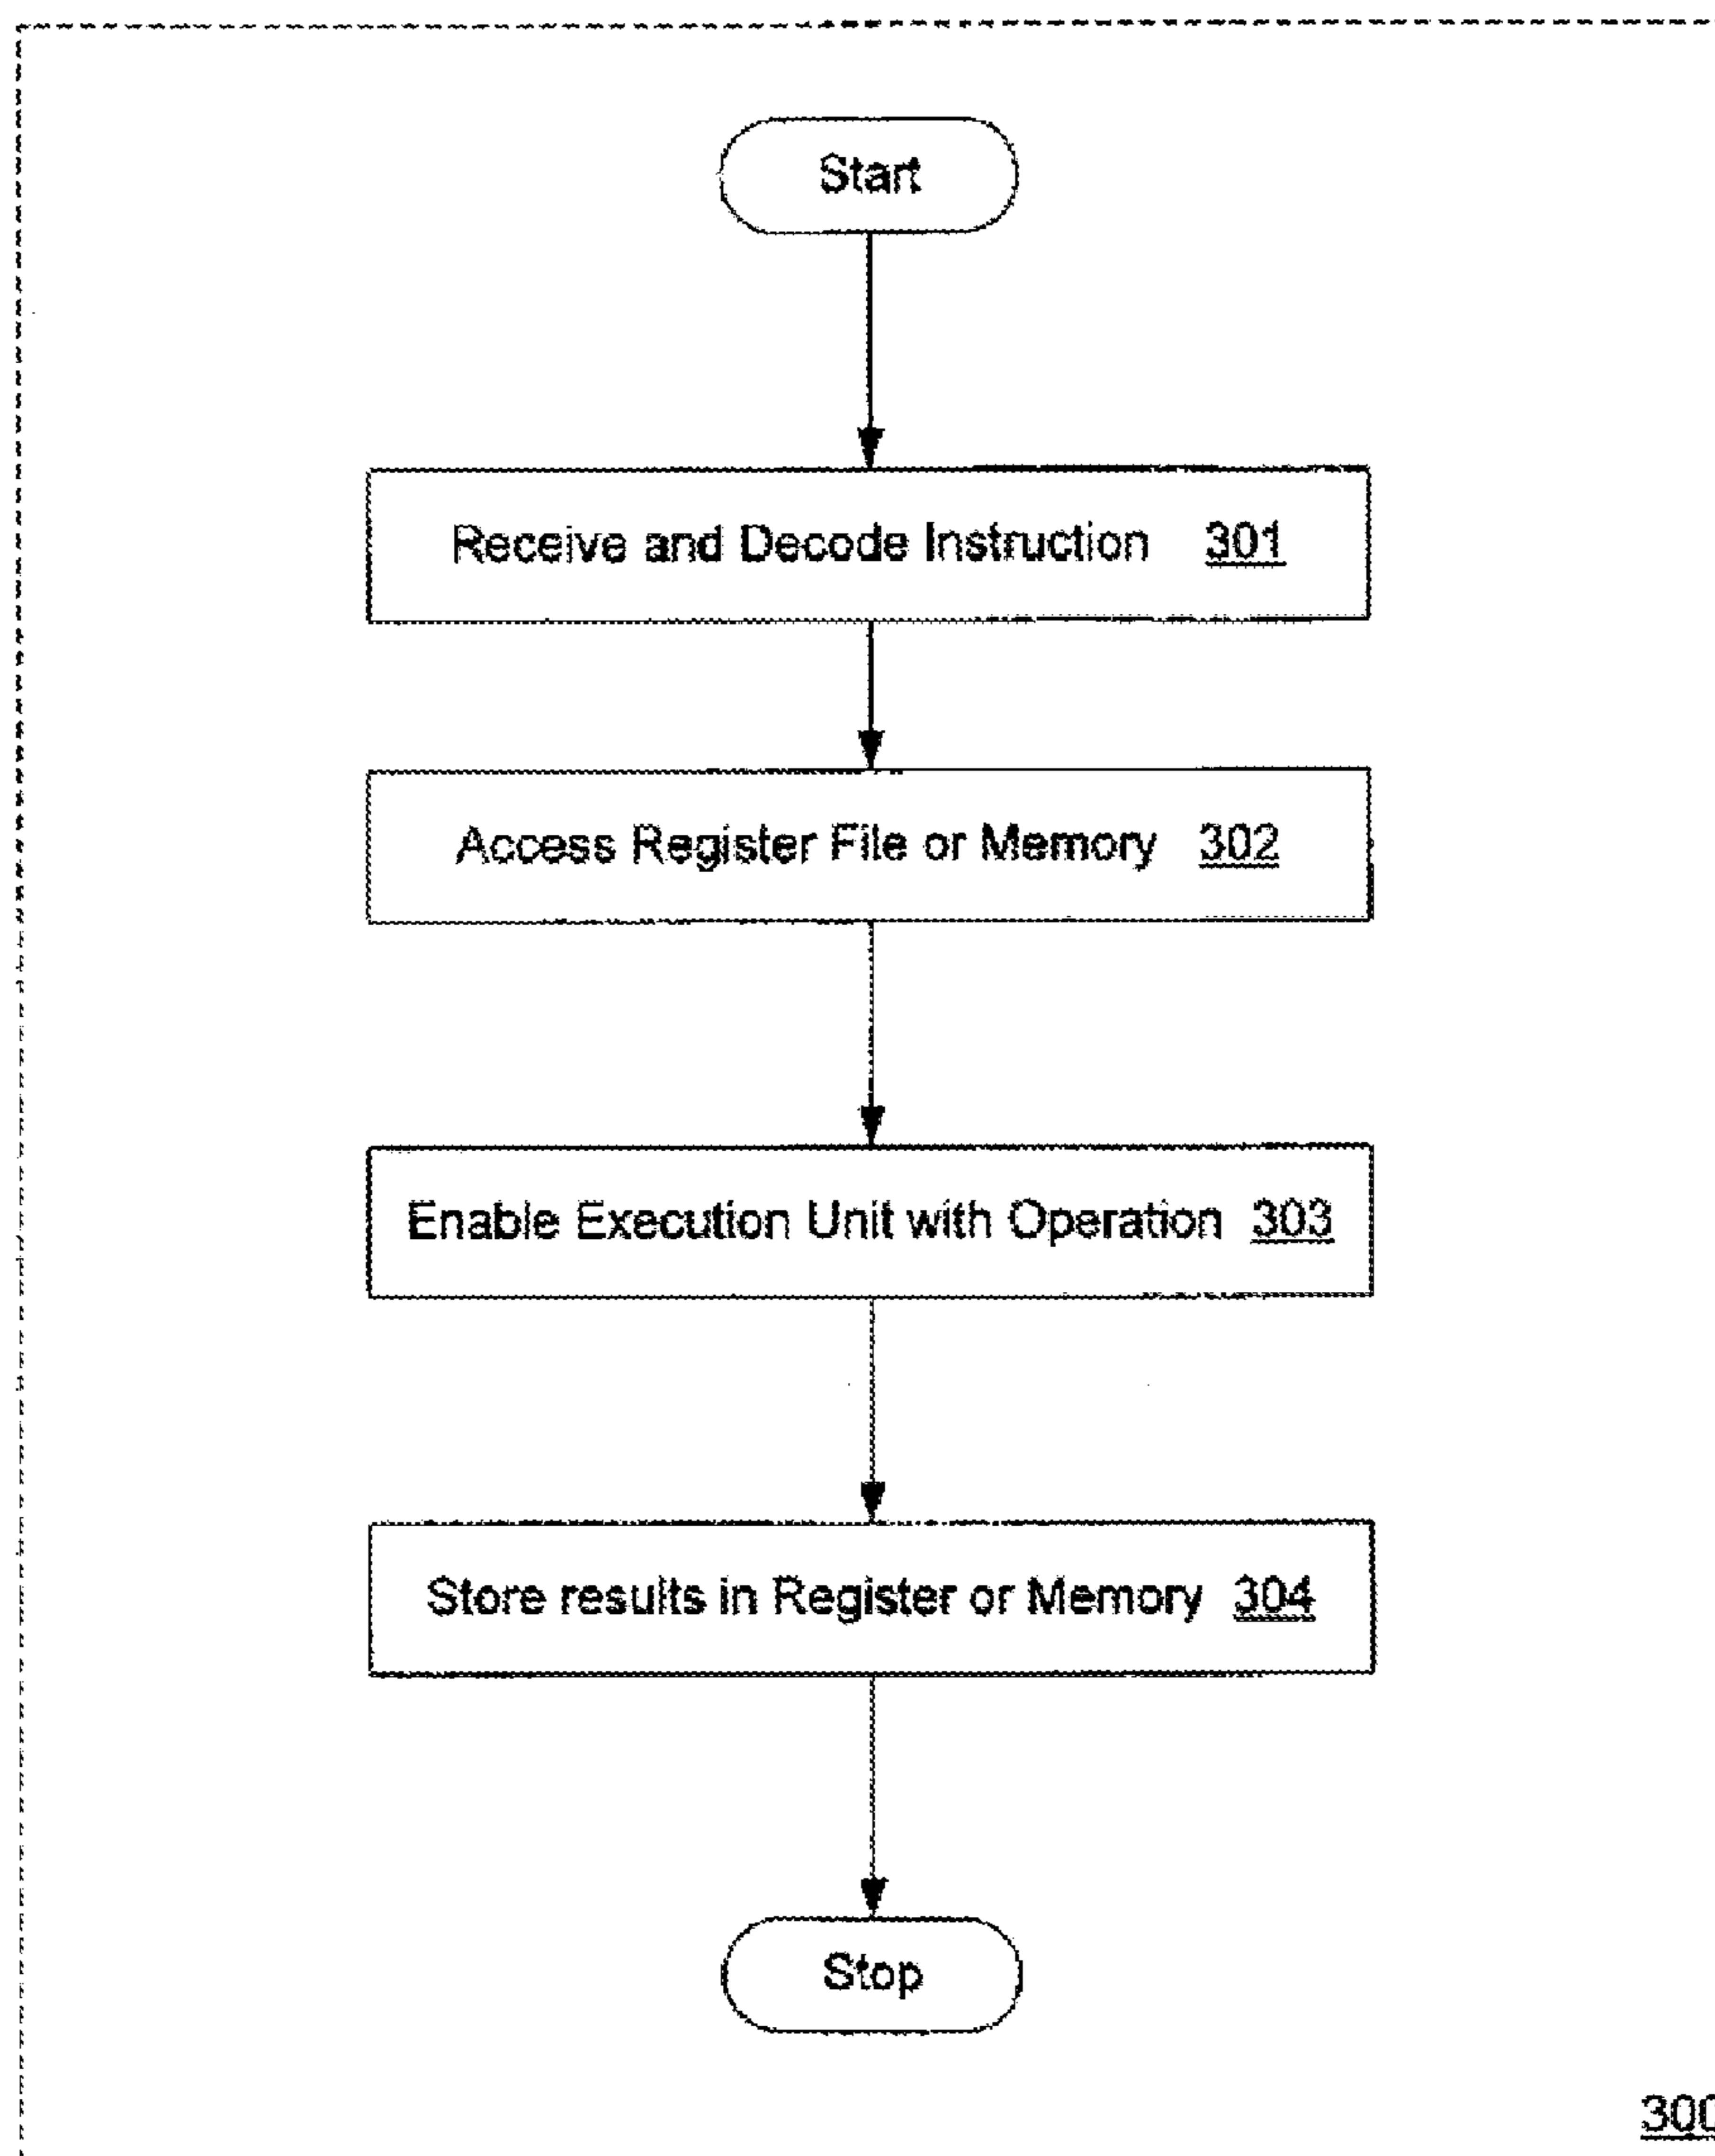 Start
Receive and Decode Instruction 301
Access Register File or Memory 302
Enable Execution Unit with Operation 303
Store results in Register or Memory 304
Stop
300